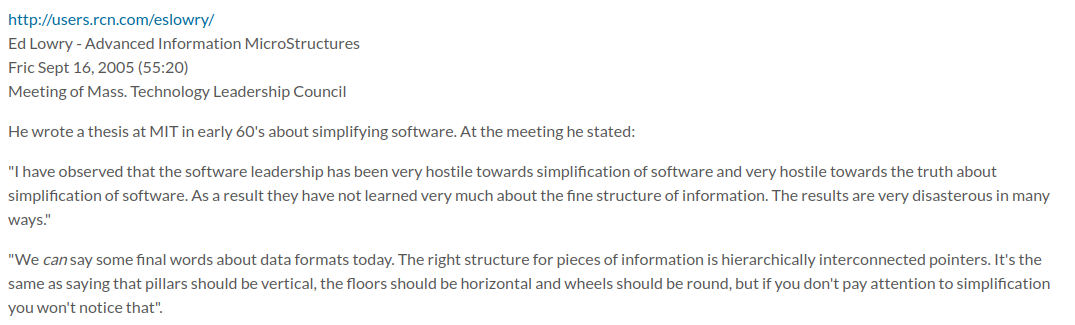 http://users.rcn.com/eslowry/
Ed Lowry - Advanced Information MicroStructures
Fric Sept 16, 2005 (55:20)
Meeting of Mass. Technology Leadership Council
He wrote a thesis at MIT in early 60's about simplifying software. At the meeting he stated:
"I have observed that the software leadership has been very hostile towards simplification of software and very hostile towards the truth about
simplification of software. As a result they have not learned very much about the fine structure of information. The results are very disasterous in many
ways."
"We can say some final words about data formats today. The right structure for pieces of information is hierarchically interconnected pointers. It's the
same as saying that pillars should be vertical, the floors should be horizontal and wheels should be round, but if you don't pay attention to simplification
you won't notice that".